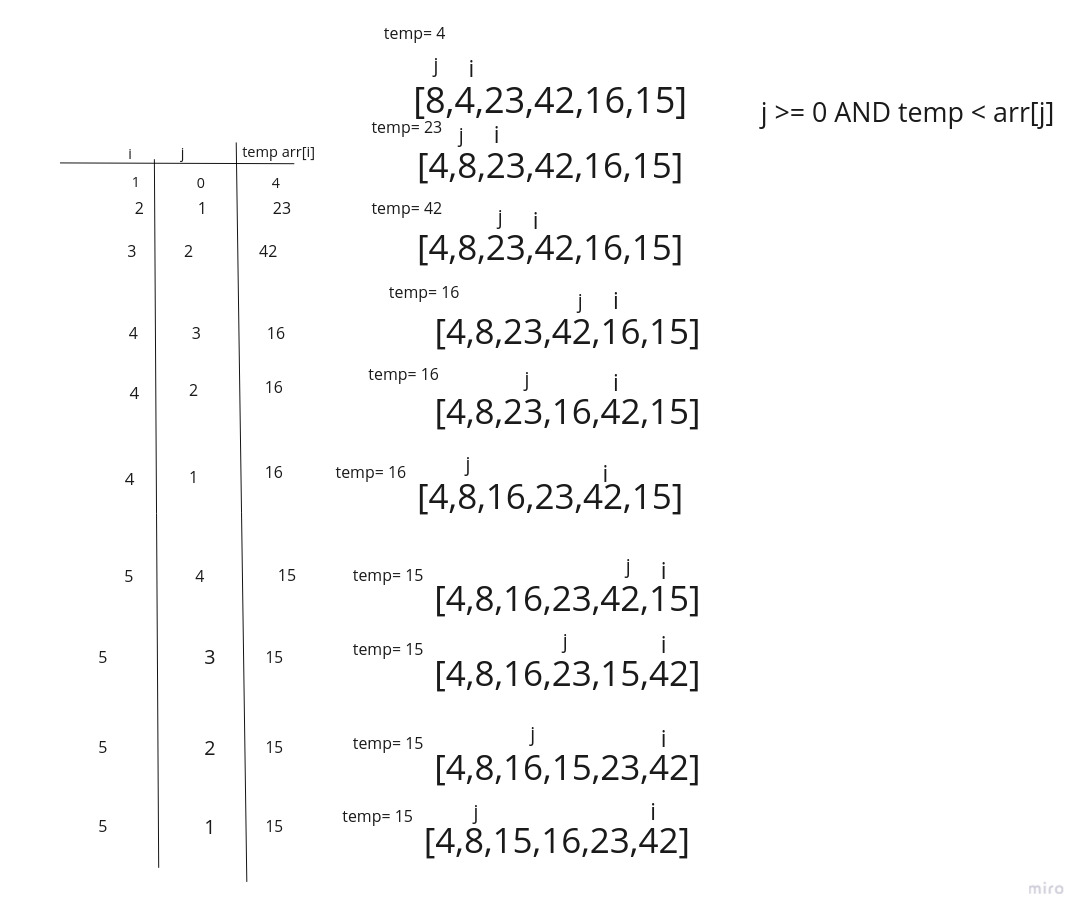 temp= 4
j i
[8,4,23,42,16,15]
j >= 0 AND temp < arr[j]
temp= 23
j i
[4,8,23,42,16,15]
i j temp arr[i]
1 0 4
2 1 23
temp= 42
j i
[4,8,23,42,16,15]
3 2 42
temp= 16
j i
[4,8,23,42,16,15]
4 3 16
temp= 16
j i
[4,8,23,16,42,15]
4 2 16
temp= 16
j i
[4,8,16,23,42,15]
4 1 16
temp= 15
j i
[4,8,16,23,42,15]
5 4 15
temp= 15
j i
[4,8,16,23,15,42]
5 3 15
temp= 15
j i
[4,8,16,15,23,42]
5 2 15
temp= 15
j i
[4,8,15,16,23,42]
5 1 15
miro